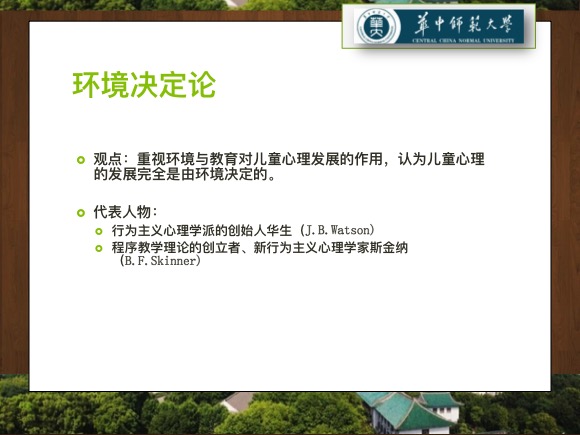 華中師範大學
CENTRAL CHINA NORMAL UNIVERSITY
环境决定论
观点：重视环境与教育对儿童心理发展的作用，认为儿童心理
的发展完全是由环境决定的。
代表人物：
行为主义心理学派的创始人华生（J.B.Watson)
程序教学理论的创立者、新行为主义心理学家斯金纳
（B.F.Skinner)